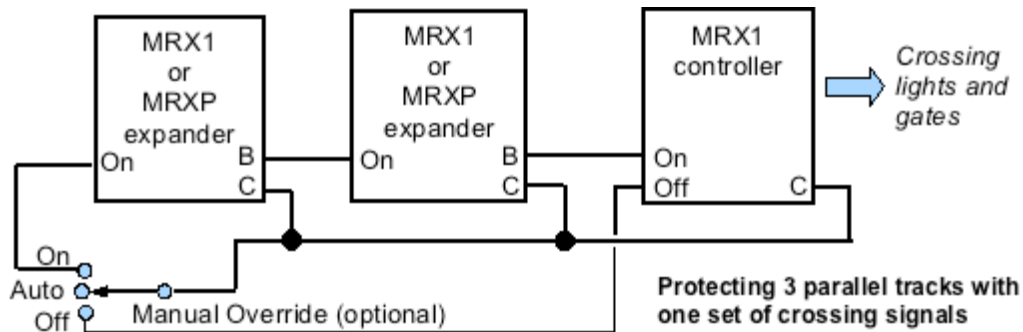 MRX1
or
MRXP
expander
On
B
C
MRX1
or
MRXP
expander
On
B
C
MRX1
controller
On
Off
C
Crossing
lights and
gates
On
Auto
Off
Manual Override (optional)
Protecting 3 parallel tracks with
one set of crossing signals